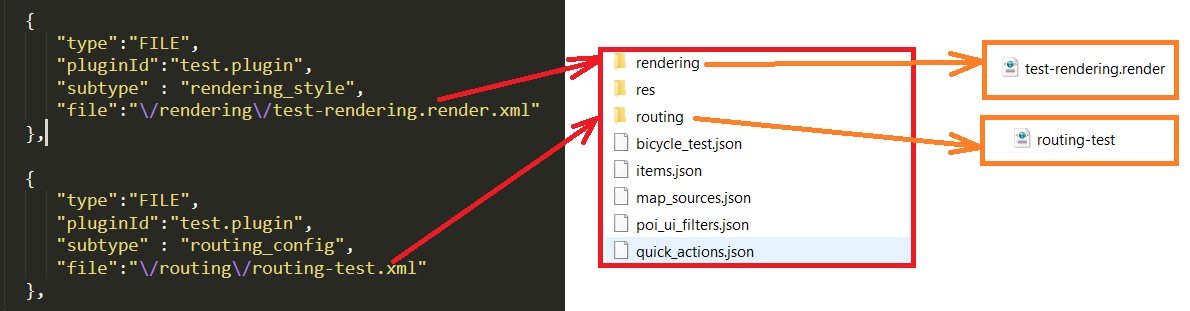 {
"type":"FILE",
"pluginId":"test.plugin",
"subtype" : "rendering_style",
"file":"\/rendering\/test-rendering.render.xml"
},
{
"type":"FILE",
"pluginId":"test.plugin",
"subtype" : "routing_config",
"file":"\/routing\/routing-test.xml"
},
rendering
res
routing
bicycle_test.json
items.json
map_sources.json
poi_ui_filters.json
quick_actions.json
test-rendering.render
routing-test